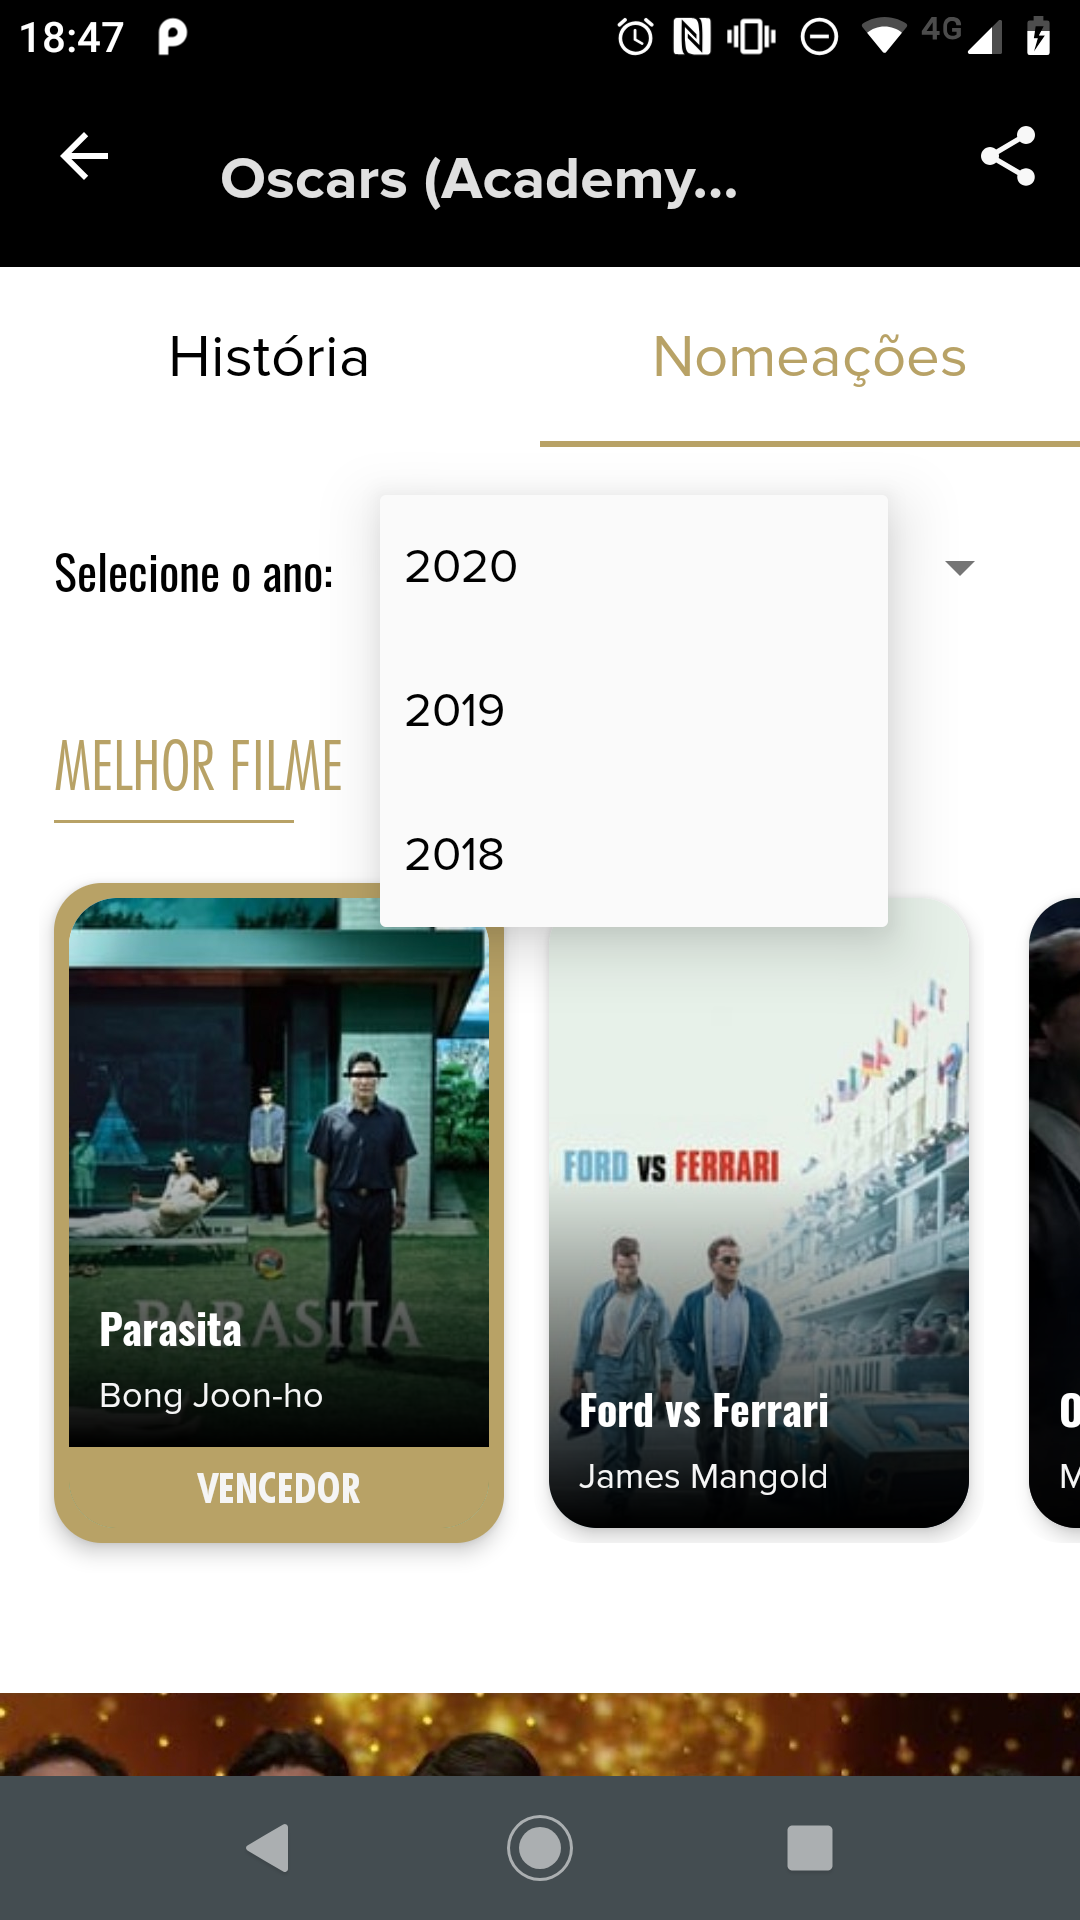 18:47
4G
Oscars (Academy...
História
Nomeações
Selecione o ano:
2020
2019
2018
MELHOR FILME
FORD VS FERRARI
PARASITA
Parasita
Bong Joon-ho
VENCEDOR
Ford vs Ferrari
James Mangold
O
M